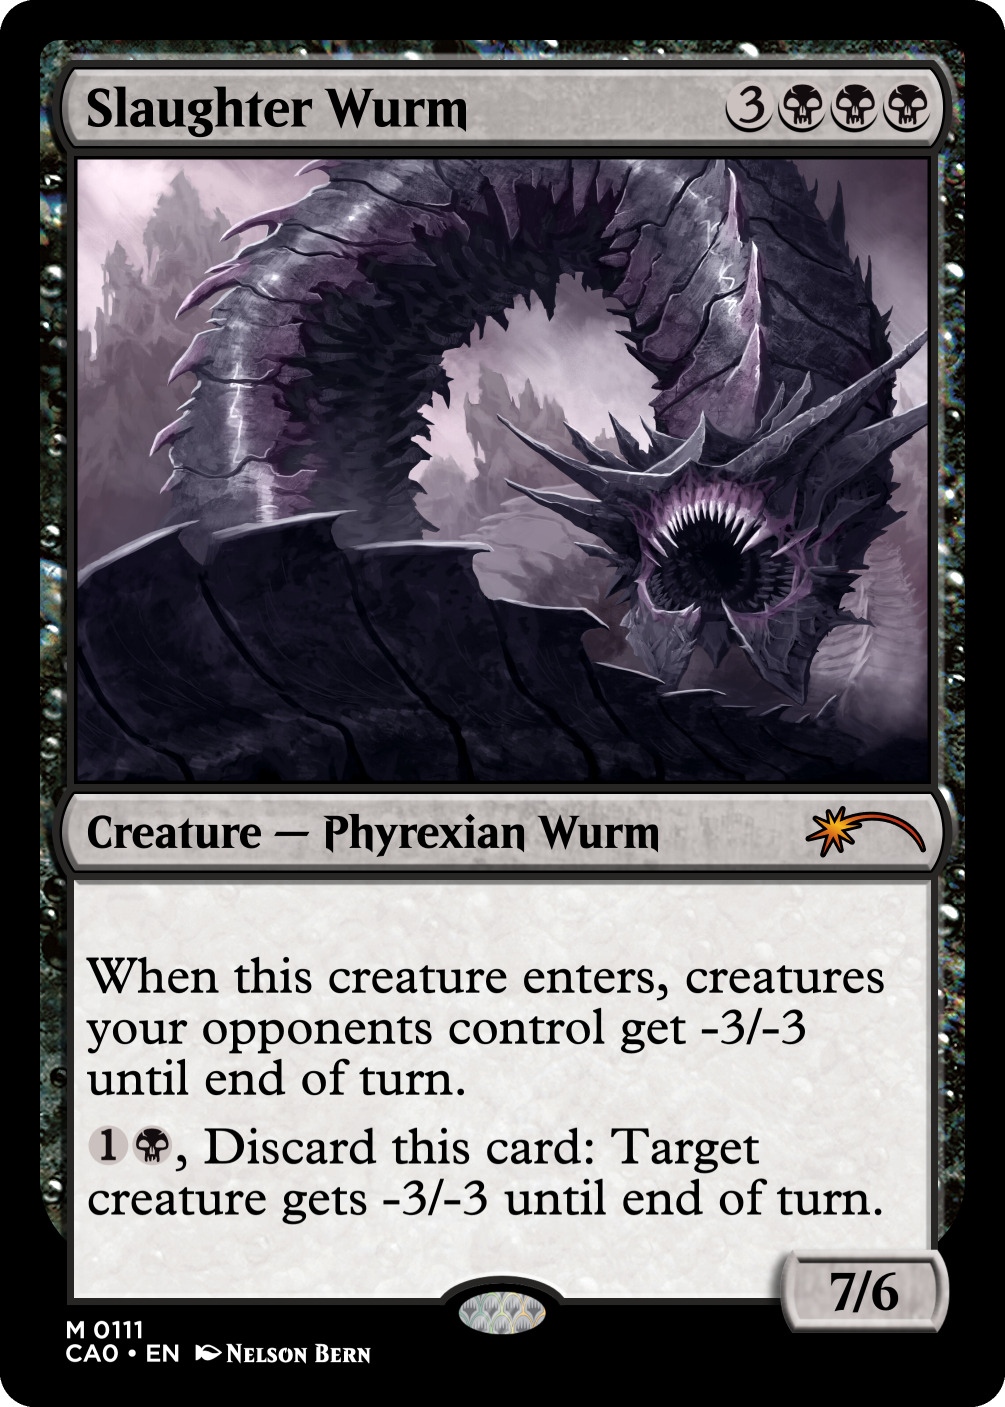 Slaughter Wurm 3
Creature — Phyrexian Wurm
When this creature enters, creatures
your opponents control get -3/-3
until end of turn.
1, Discard this card: Target
creature gets -3/-3 until end of turn.
7/6
M 0111
CAO • EN Nelson Bern